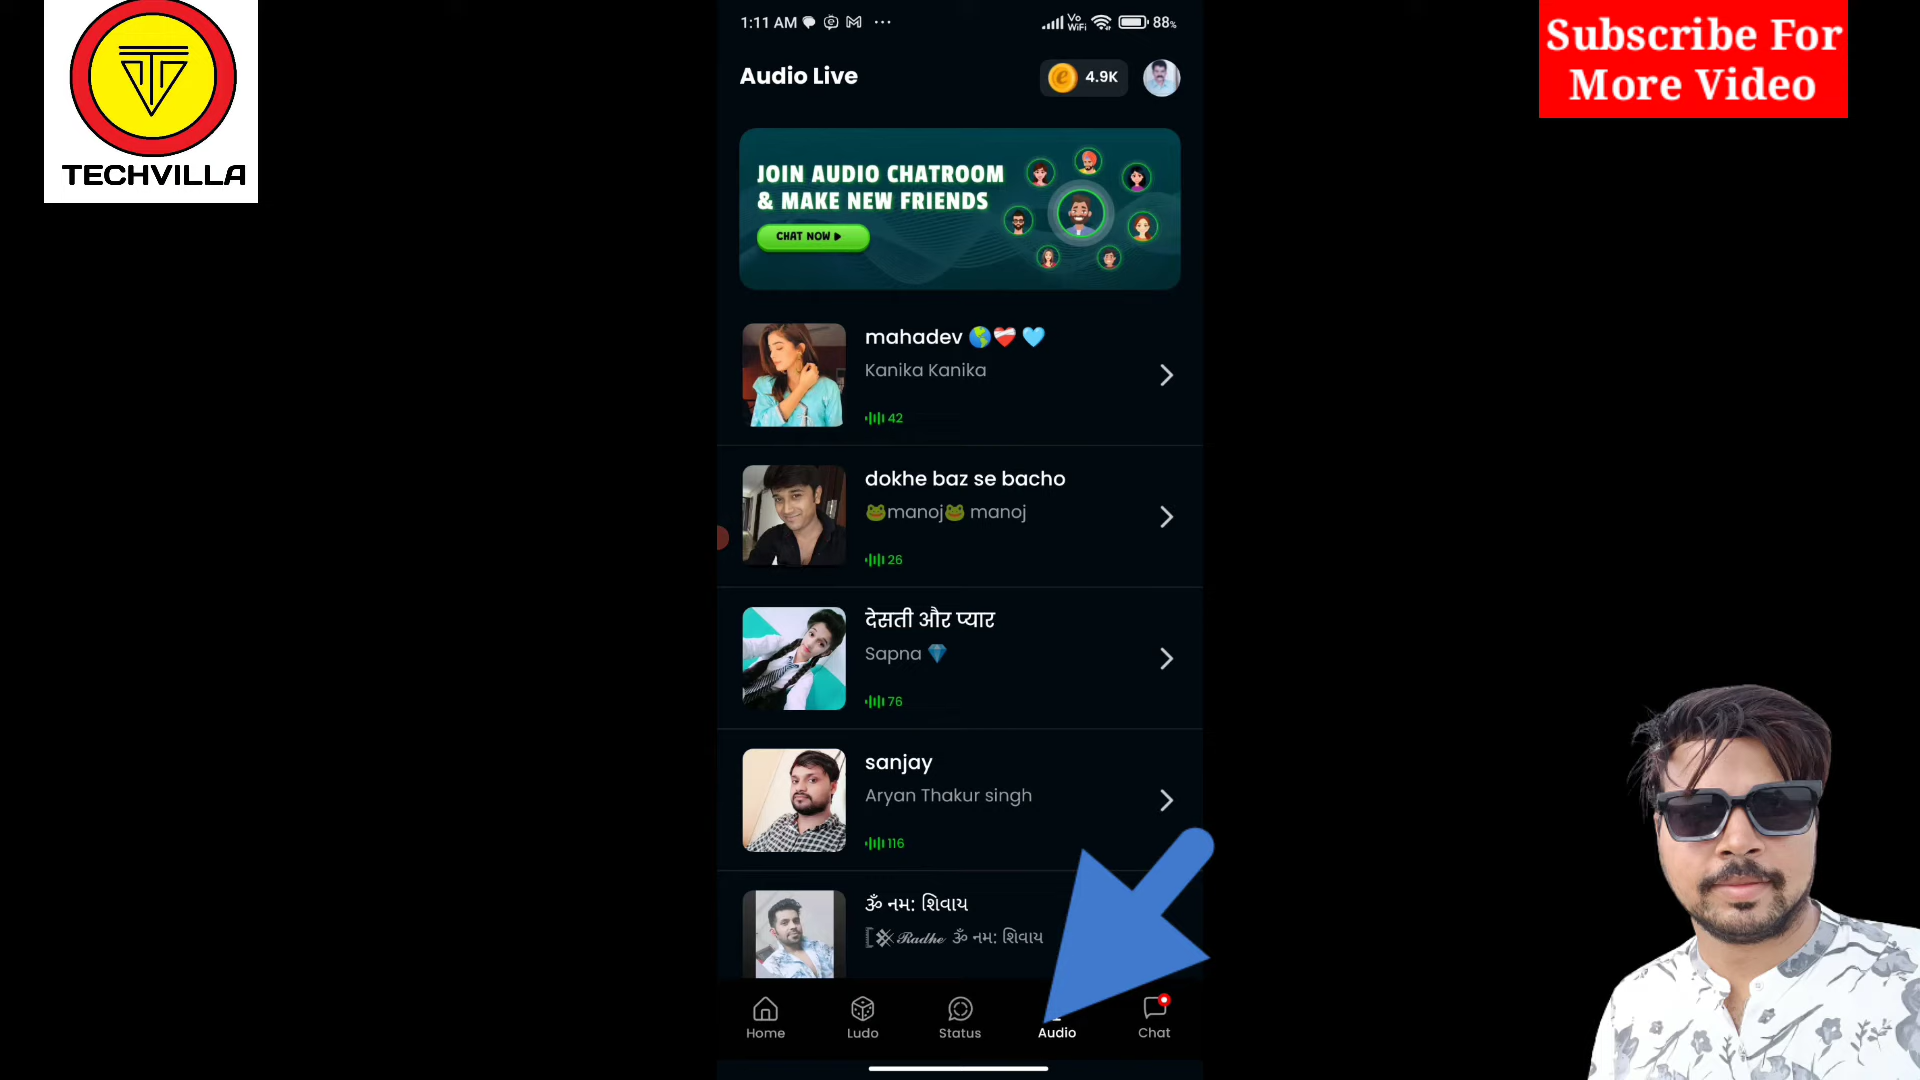 TECHVILLA
Subscribe For
More Video
1:11 AM
Vo
WiFi
88%
Audio Live
4.9K
JOIN AUDIO CHATROOM
& MAKE NEW FRIENDS
CHAT NOW
mahadev 🌎❤️‍🩹 🩵
Kanika Kanika
42
dokhe baz se bacho
🐸manoj🐸 manoj
26
देसती और प्यार
Sapna 💎
76
sanjay
Aryan Thakur singh
116
ૐ નમ: શિવાય
𝓡𝓪𝓭𝓱𝓮 ૐ નમ: શિવાય
Home
Ludo
Status
Audio
Chat